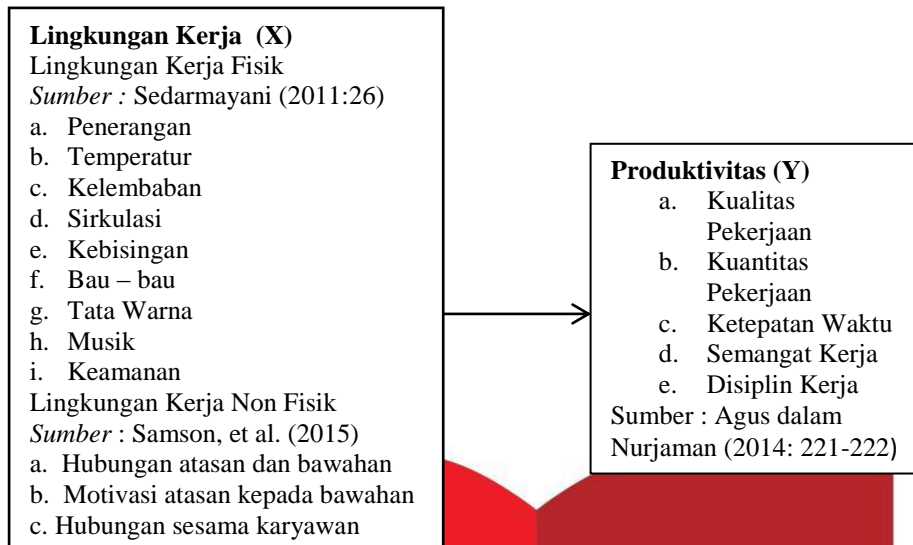 Lingkungan Kerja (X)
Lingkungan Kerja Fisik
Sumber : Sedarmayani (2011:26)
a. Penerangan
b. Temperatur
c. Kelembaban
d. Sirkulasi
e. Kebisingan
f. Bau – bau
g. Tata Warna
h. Musik
i. Keamanan
Lingkungan Kerja Non Fisik
Sumber : Samson, et al. (2015)
a. Hubungan atasan dan bawahan
b. Motivasi atasan kepada bawahan
c. Hubungan sesama karyawan
Produktivitas (Y)
a. Kualitas
Pekerjaan
b. Kuantitas
Pekerjaan
c. Ketepatan Waktu
d. Semangat Kerja
e. Disiplin Kerja
Sumber : Agus dalam
Nurjaman (2014: 221-222)